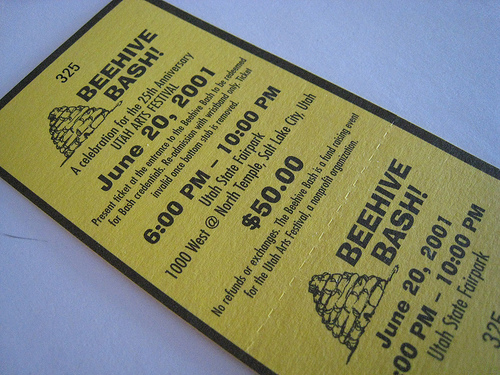 325
BEEHIVE
BASH!
A celebration for the 25th Anniversary
UTAH ARTS FESTIVAL
June 20, 2001
Present ticket at the entrance to the Beehive Bash to be redeemed
for Bash credentials. Re-admission with wristband only. Ticket
invalid once bottom stub is removed.
6:00 PM – 10:00 PM
Utah State Fairpark
1000 West @ North Temple, Salt Lake City, Utah
$50.00
No refunds or exchanges. The Beehive Bash is a fund raising event
for the Utah Arts Festival, a nonprofit organization.
BEEHIVE
BASH!
June 20, 2001
:00 PM – 10:00 PM
Utah State Fairpark
325